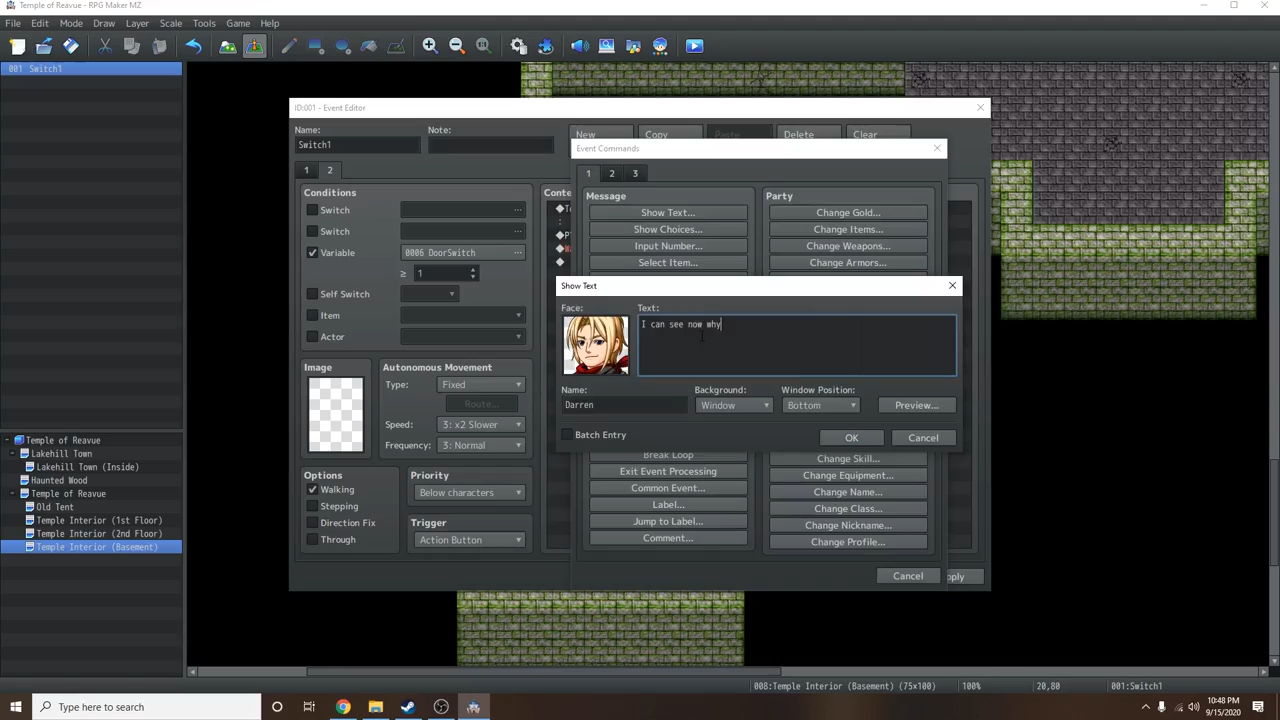 Temple of Reavue - RPG Maker MZ
File Edit Mode Draw Layer Scale Tools Game Help
001 Switch1
ID:001 - Event Editor
Name:
Note:
Switch1
New
Copy
Paste
Delete
Clear
1 2
Conditions
Switch
Switch
Variable
0006 DoorSwitch
≥ 1
Self Switch
Item
Actor
Image
Autonomous Movement
Type:
Fixed
Route...
Speed:
3: x2 Slower
Frequency:
3: Normal
Options
Walking
Stepping
Direction Fix
Through
Priority
Below characters
Trigger
Action Button
Conte
Event Commands
1 2 3
Message
Show Text...
Show Choices...
Input Number...
Select Item...
Party
Change Gold...
Change Items...
Change Weapons...
Change Armors...
Show Text
Face:
Text:
I can see now why
Name:
Darren
Background:
Window
Window Position:
Bottom
Preview...
Batch Entry
OK
Cancel
Break Loop
Exit Event Processing
Common Event...
Label...
Jump to Label...
Comment...
Change Skill...
Change Equipment...
Change Name...
Change Class...
Change Nickname...
Change Profile...
Cancel
pply
Temple of Reavue
Lakehill Town
Lakehill Town (Inside)
Haunted Wood
Temple of Reavue
Old Tent
Temple Interior (1st Floor)
Temple Interior (2nd Floor)
Temple Interior (Basement)
008:Temple Interior (Basement) (75×100)
100%
20,80
001:Switch1
Type here to search
10:48 PM
9/15/2020